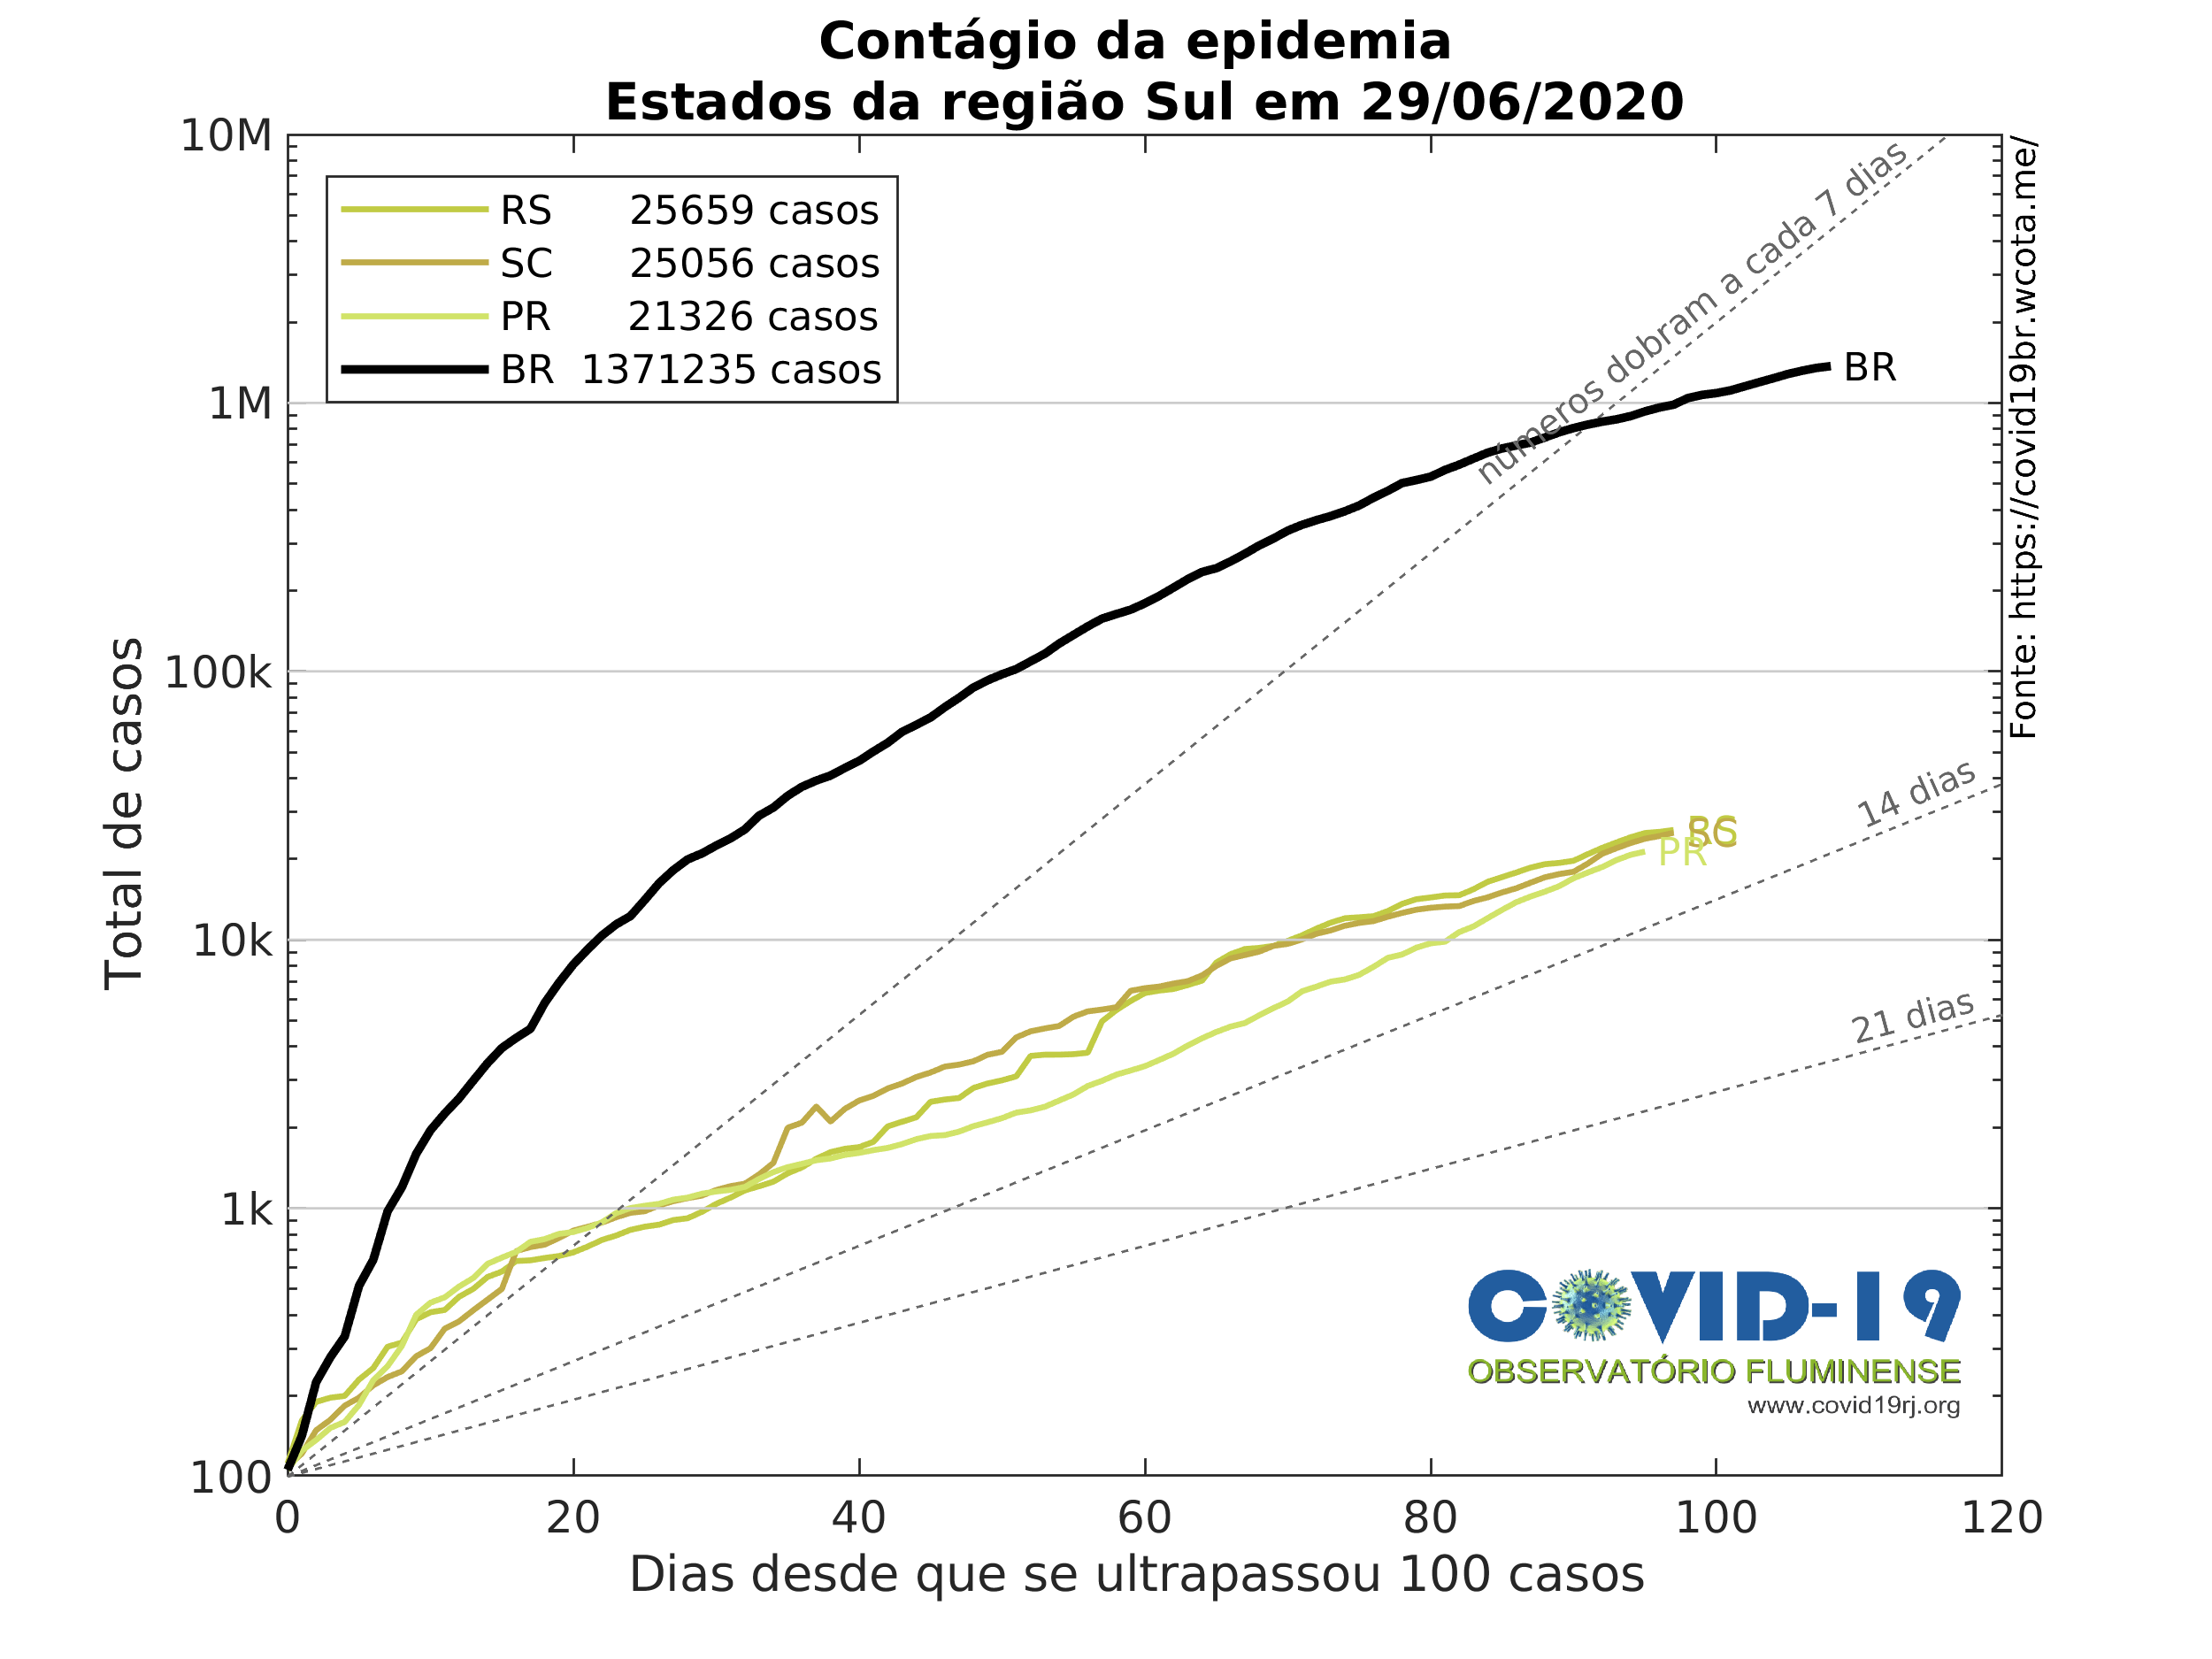 Contágio da epidemia
Estados da região Sul em 29/06/2020
10M
1M
100k
10k
1k
100
Total de casos
RS 25659 casos
SC 25056 casos
PR 21326 casos
BR 1371235 casos
números dobram a cada 7 dias
14 dias
21 dias
BR
RS
SC
PR
Fonte: https://covid19br.wcota.me/
COVID-19
OBSERVATÓRIO FLUMINENSE
www.covid19rj.org
0 20 40 60 80 100 120
Dias desde que se ultrapassou 100 casos